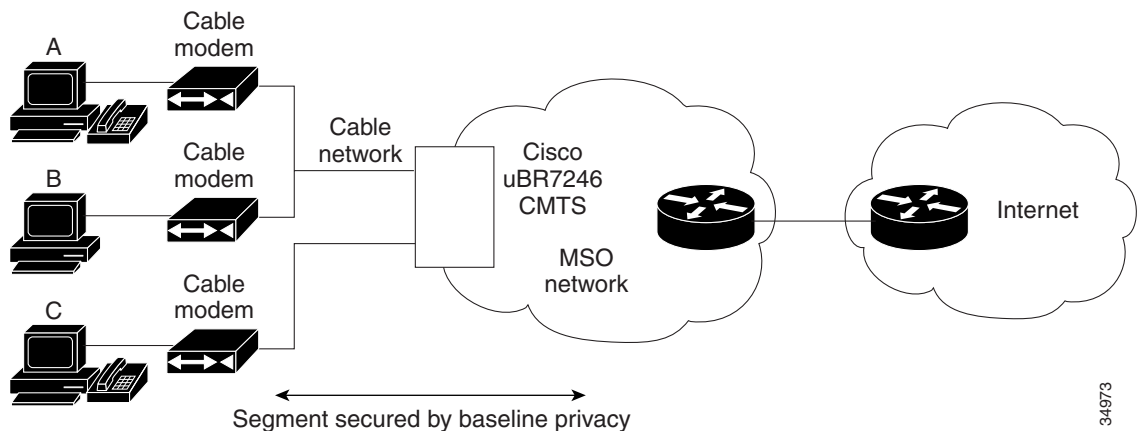 A
Cable
modem
B
Cable
modem
C
Cable
modem
Cable
network
Cisco
uBR7246
CMTS
MSO
network
Internet
Segment secured by baseline privacy
34973